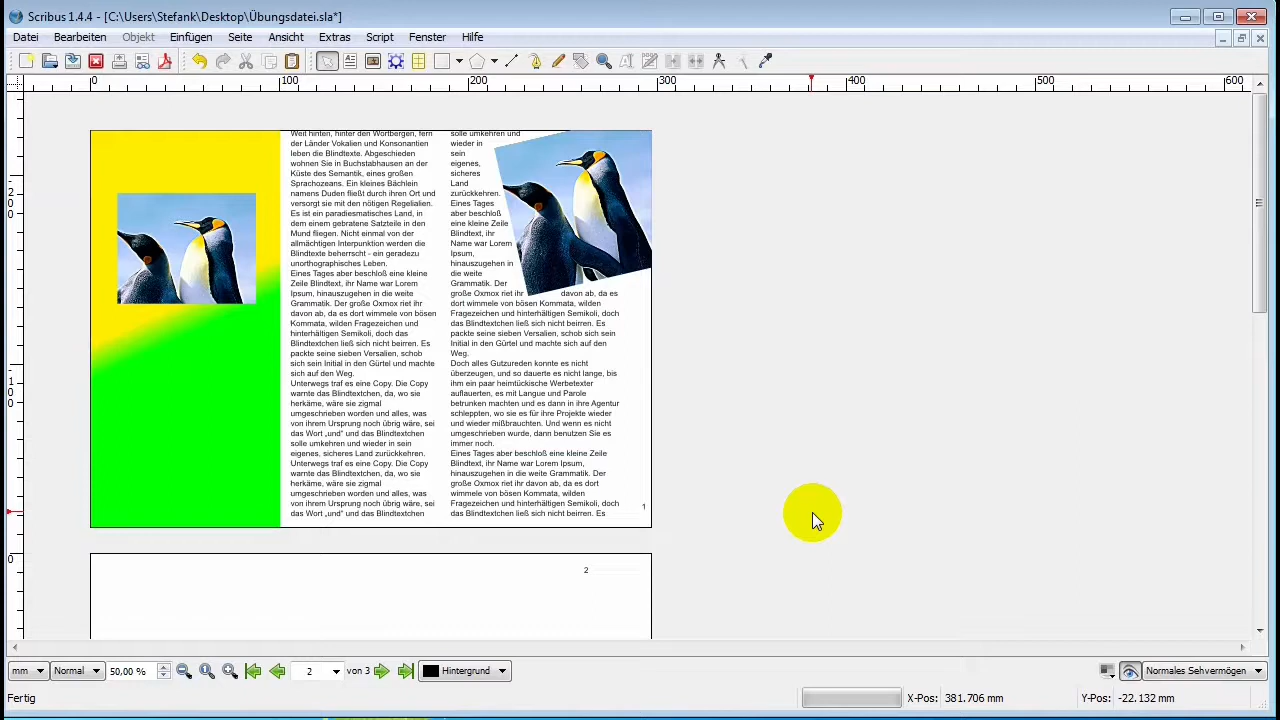 Scribus 1.4.4 - [C:\Users\Stefank\Desktop\Übungsdatei.sla*]
Datei Bearbeiten Objekt Einfügen Seite Ansicht Extras Script Fenster Hilfe
0 100 200 300 400 500 600
Weit hinten, hinter den Wortbergen, fern
der Länder Vokalien und Konsonantien
leben die Blindtexte. Abgeschieden
wohnen Sie in Buchstabhausen an der
Küste des Semantik, eines großen
Sprachozeans. Ein kleines Bächlein
namens Duden fließt durch ihren Ort und
versorgt sie mit den nötigen Regelialien.
Es ist ein paradiesmatisches Land, in
dem einem gebratene Satzteile in den
Mund fliegen. Nicht einmal von der
allmächtigen Interpunktion werden die
Blindtexte beherrscht - ein geradezu
unorthographisches Leben.
Eines Tages aber beschloß eine kleine
Zeile Blindtext, ihr Name war Lorem
Ipsum, hinauszugehen in die weite
Grammatik. Der große Oxmox riet ihr
davon ab, da es dort wimmele von bösen
Kommata, wilden Fragezeichen und
hinterhältigen Semikoli, doch das
Blindtextchen ließ sich nicht beirren. Es
packte seine sieben Versalien, schob
sich sein Initial in den Gürtel und machte
sich auf den Weg.
Unterwegs traf es eine Copy. Die Copy
warnte das Blindtextchen, da, wo sie
herkäme, wäre sie zigmal
umgeschrieben worden und alles, was
von ihrem Ursprung noch übrig wäre, sei
das Wort „und“ und das Blindtextchen
solle umkehren und wieder in sein
eigenes, sicheres Land zurückkehren.
Unterwegs traf es eine Copy. Die Copy
warnte das Blindtextchen, da, wo sie
herkäme, wäre sie zigmal
umgeschrieben worden und alles, was
von ihrem Ursprung noch übrig wäre, sei
das Wort „und“ und das Blindtextchen
solle umkehren und
wieder in
sein
eigenes,
sicheres
Land
zurückkehren.
Eines Tages
aber beschloß
eine kleine Zeile
Blindtext, ihr
Name war Lorem
Ipsum,
hinauszugehen in
die weite
Grammatik. Der
große Oxmox riet ihr davon ab, da es
dort wimmele von bösen Kommata, wilden
Fragezeichen und hinterhältigen Semikoli, doch
das Blindtextchen ließ sich nicht beirren. Es
packte seine sieben Versalien, schob sich sein
Initial in den Gürtel und machte sich auf den
Weg.
Doch alles Gutzureden konnte es nicht
überzeugen, und so dauerte es nicht lange, bis
ihm ein paar heimtückische Werbetexter
auflauerten, es mit Langue und Parole
betrunken machten und es dann in ihre Agentur
schleppten, wo sie es für ihre Projekte wieder
und wieder mißbrauchten. Und wenn es nicht
umgeschrieben wurde, dann benutzen Sie es
immer noch.
Eines Tages aber beschloß eine kleine Zeile
Blindtext, ihr Name war Lorem Ipsum,
hinauszugehen in die weite Grammatik. Der
große Oxmox riet ihr davon ab, da es dort
wimmele von bösen Kommata, wilden
Fragezeichen und hinterhältigen Semikoli, doch
das Blindtextchen ließ sich nicht beirren. Es
1
2
mm Normal 50,00 % 2 von 3 Hintergrund Normales Sehvermögen
Fertig X-Pos: 381.706 mm Y-Pos: -22.132 mm